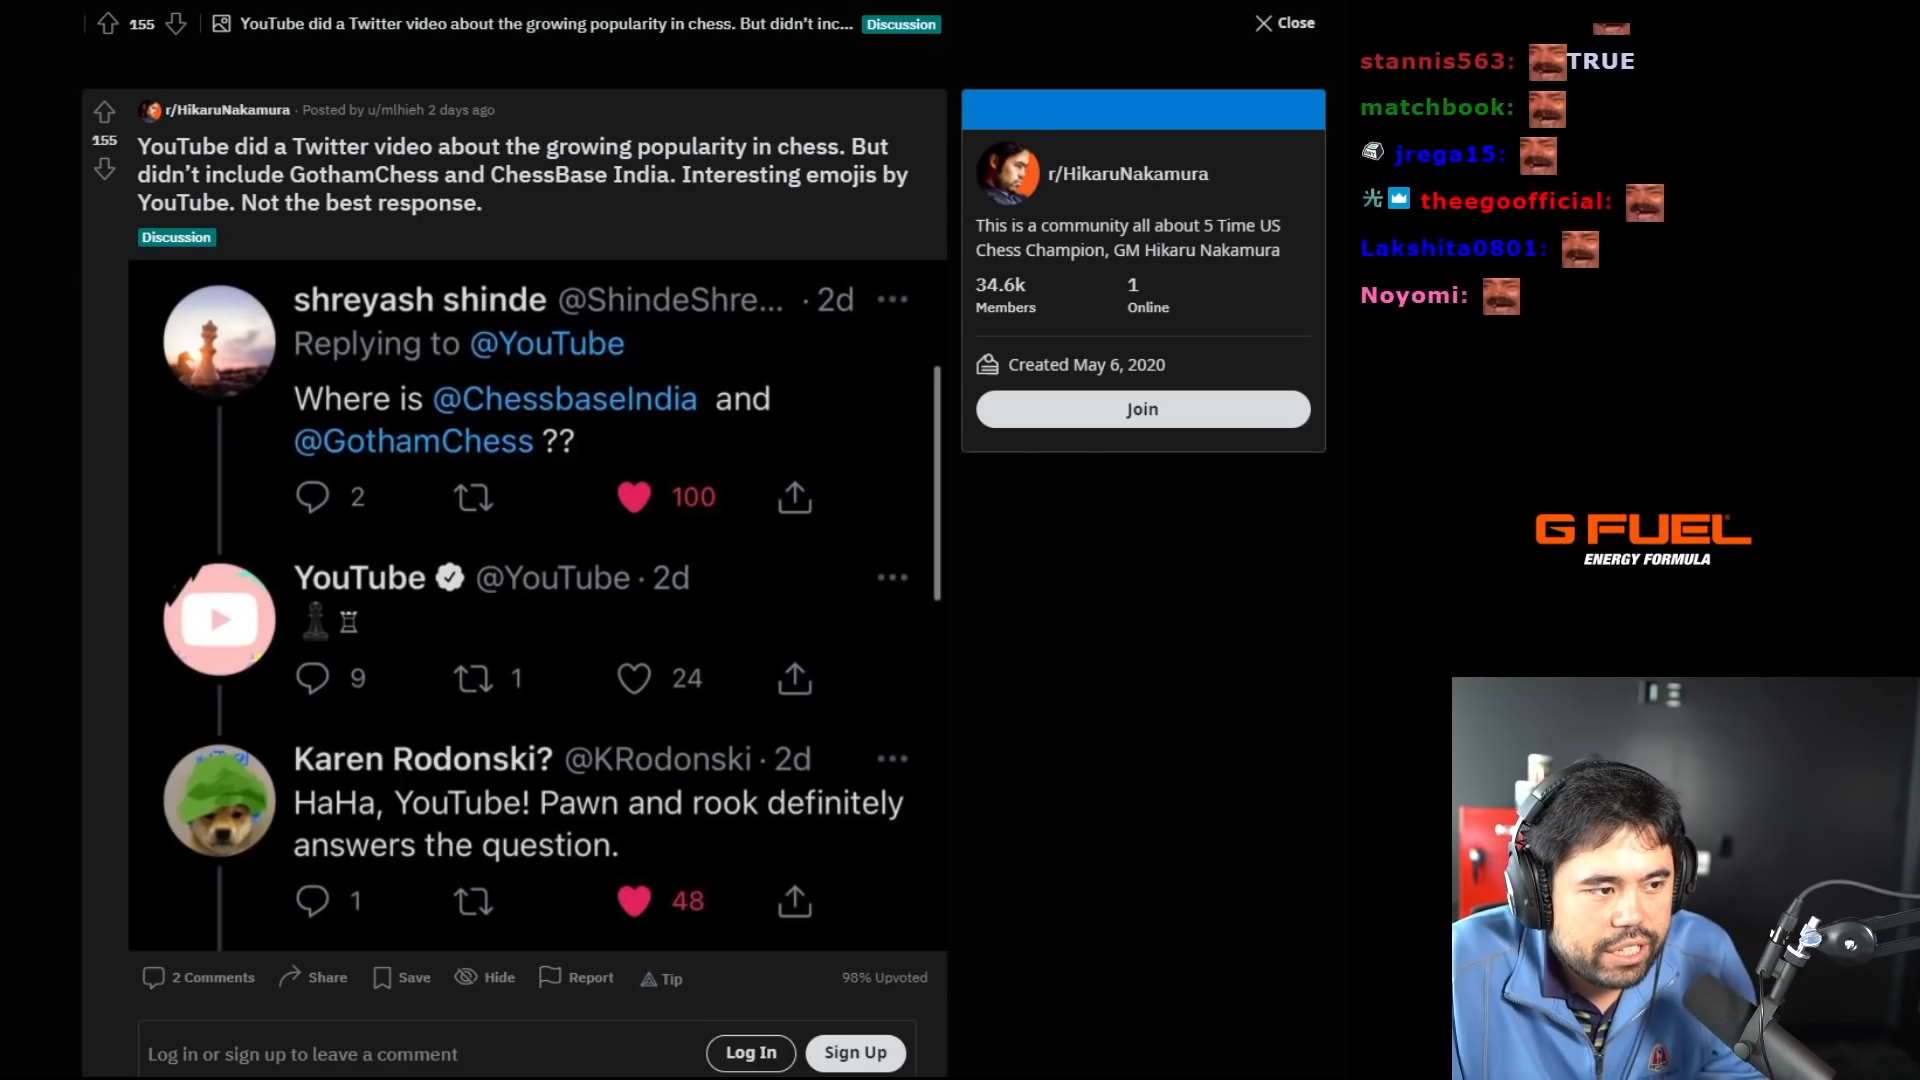 155
YouTube did a Twitter video about the growing popularity in chess. But didn't inc... Discussion
Close
r/HikaruNakamura · Posted by u/mlhieh 2 days ago
155
YouTube did a Twitter video about the growing popularity in chess. But
didn't include GothamChess and ChessBase India. Interesting emojis by
YouTube. Not the best response.
Discussion
shreyash shinde @ShindeShre... · 2d
Replying to @YouTube
Where is @ChessbaseIndia and
@GothamChess ??
2
100
YouTube @YouTube · 2d
9
1
24
Karen Rodonski? @KRodonski · 2d
HaHa, YouTube! Pawn and rook definitely
answers the question.
1
48
2 Comments
Share
Save
Hide
Report
Tip
98% Upvoted
Log in or sign up to leave a comment
Log In
Sign Up
r/HikaruNakamura
This is a community all about 5 Time US
Chess Champion, GM Hikaru Nakamura
34.6k
1
Members
Online
Created May 6, 2020
Join
stannis563: TRUE
matchbook:
jrega15:
光 theegoofficial:
Lakshita0801:
Noyomi:
G FUEL
ENERGY FORMULA